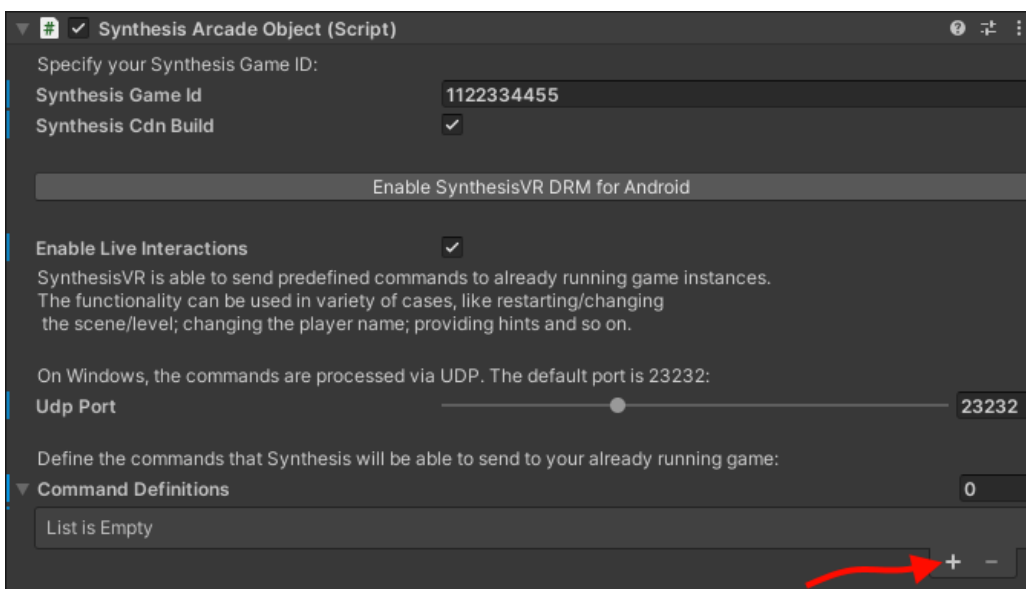 # Synthesis Arcade Object (Script)
Specify your Synthesis Game ID:
Synthesis Game Id 1122334455
Synthesis Cdn Build
Enable SynthesisVR DRM for Android
Enable Live Interactions
SynthesisVR is able to send predefined commands to already running game instances.
The functionality can be used in variety of cases, like restarting/changing
the scene/level; changing the player name; providing hints and so on.
On Windows, the commands are processed via UDP. The default port is 23232:
Udp Port 23232
Define the commands that Synthesis will be able to send to your already running game:
Command Definitions 0
List is Empty
+ −